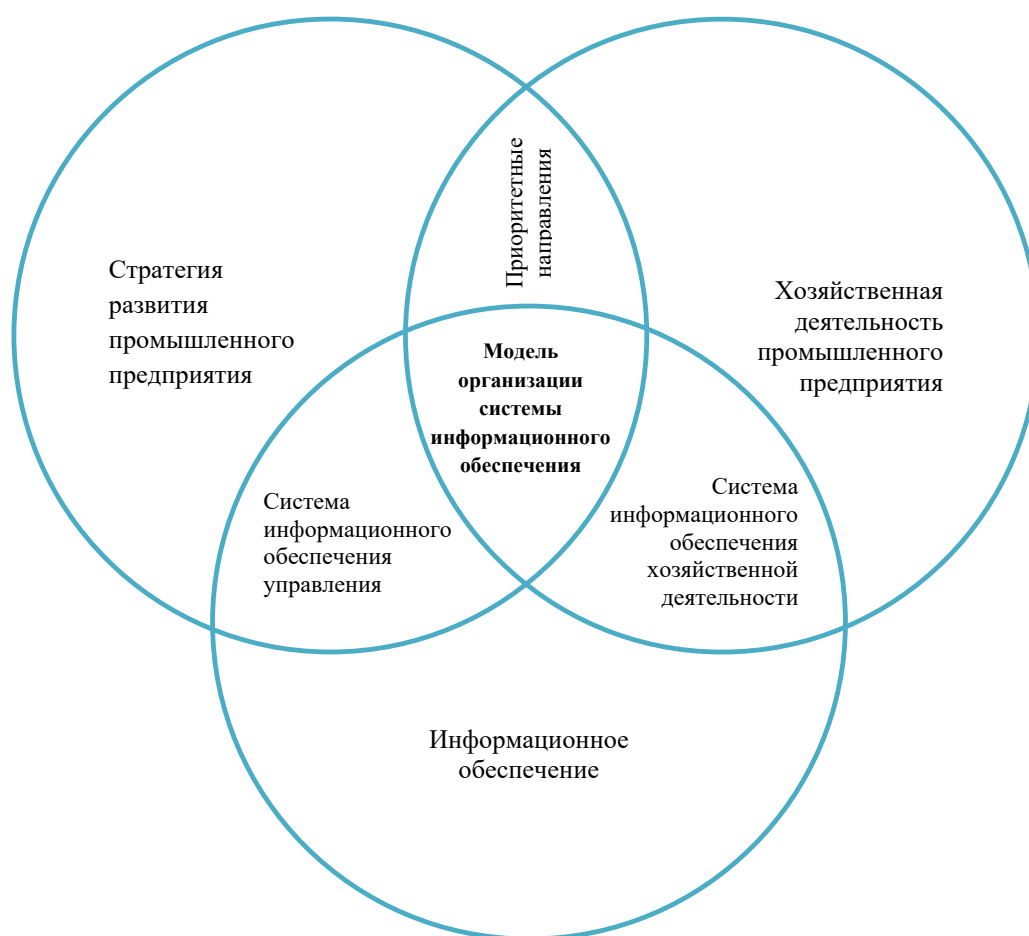 Приоритетные
направления
Стратегия
развития
промышленного
предприятия
Хозяйственная
деятельность
промышленного
предприятия
Модель
организации
системы
информационного
обеспечения
Система
информационного
обеспечения
управления
Система
информационного
обеспечения
хозяйственной
деятельности
Информационное
обеспечение